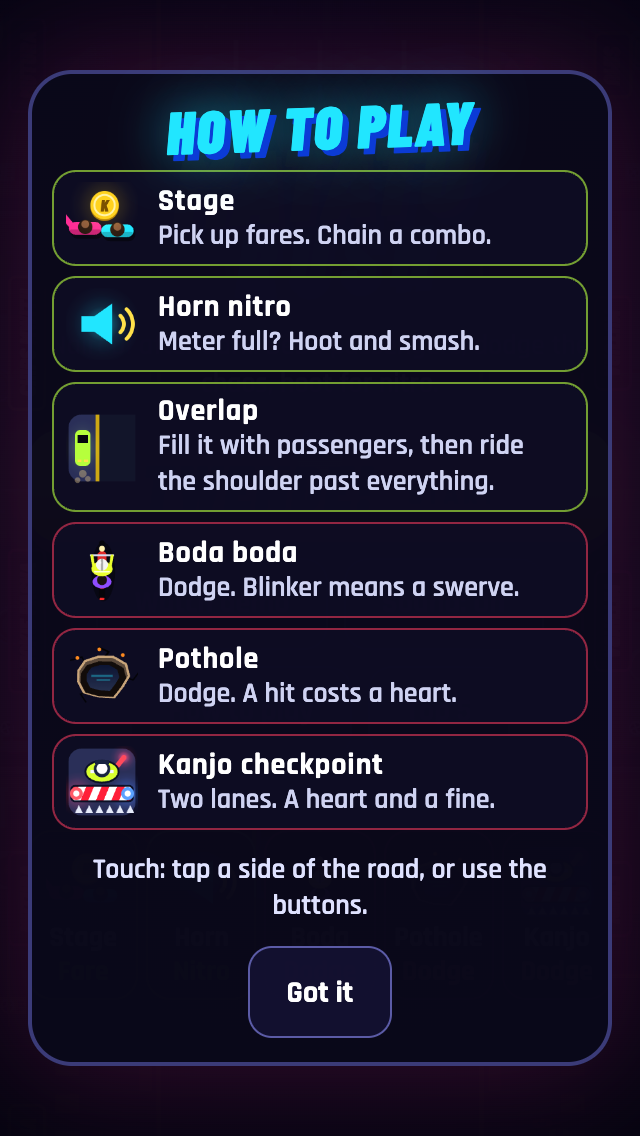 HOW TO PLAY
K
Stage
Pick up fares. Chain a combo.
Horn nitro
Meter full? Hoot and smash.
Overlap
Fill it with passengers, then ride
the shoulder past everything.
Boda boda
Dodge. Blinker means a swerve.
Pothole
Dodge. A hit costs a heart.
Kanjo checkpoint
Two lanes. A heart and a fine.
Touch: tap a side of the road, or use the
buttons.
Got it